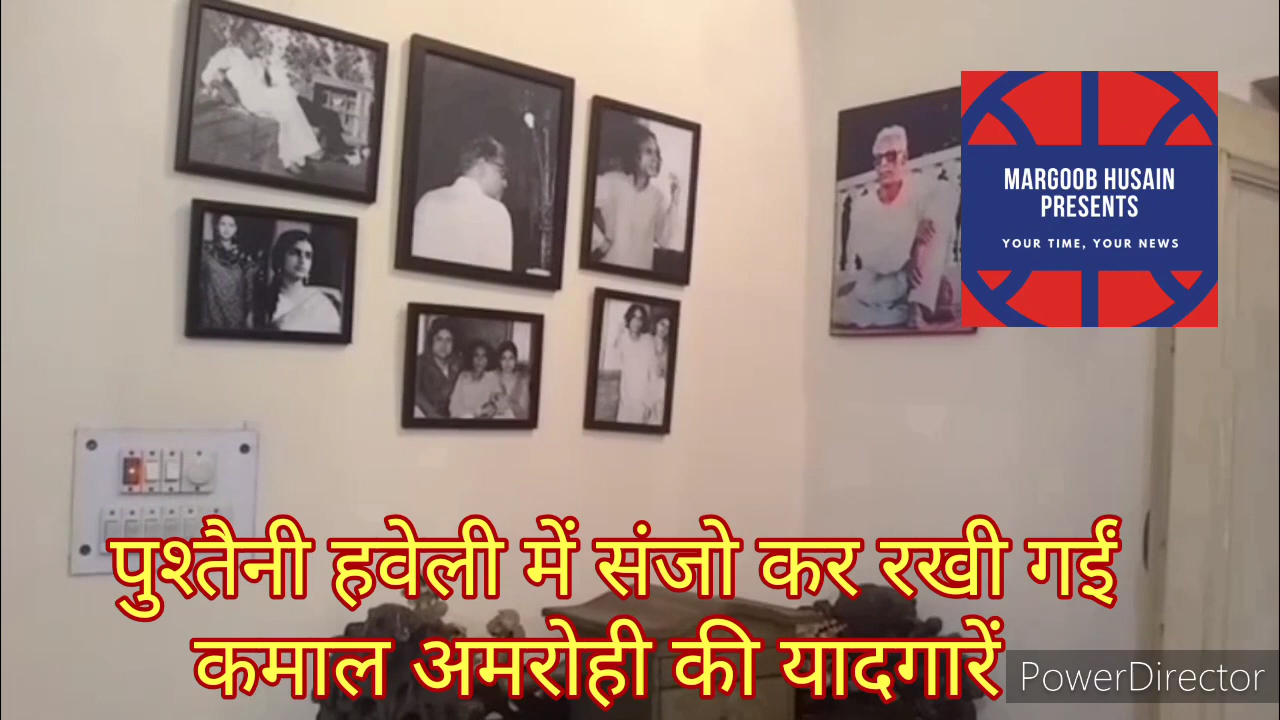 MARGOOB HUSAIN
PRESENTS
YOUR TIME, YOUR NEWS
पुश्तैनी हवेली में संजो कर रखी गईं
कमाल अमरोही की यादगारें
PowerDirector